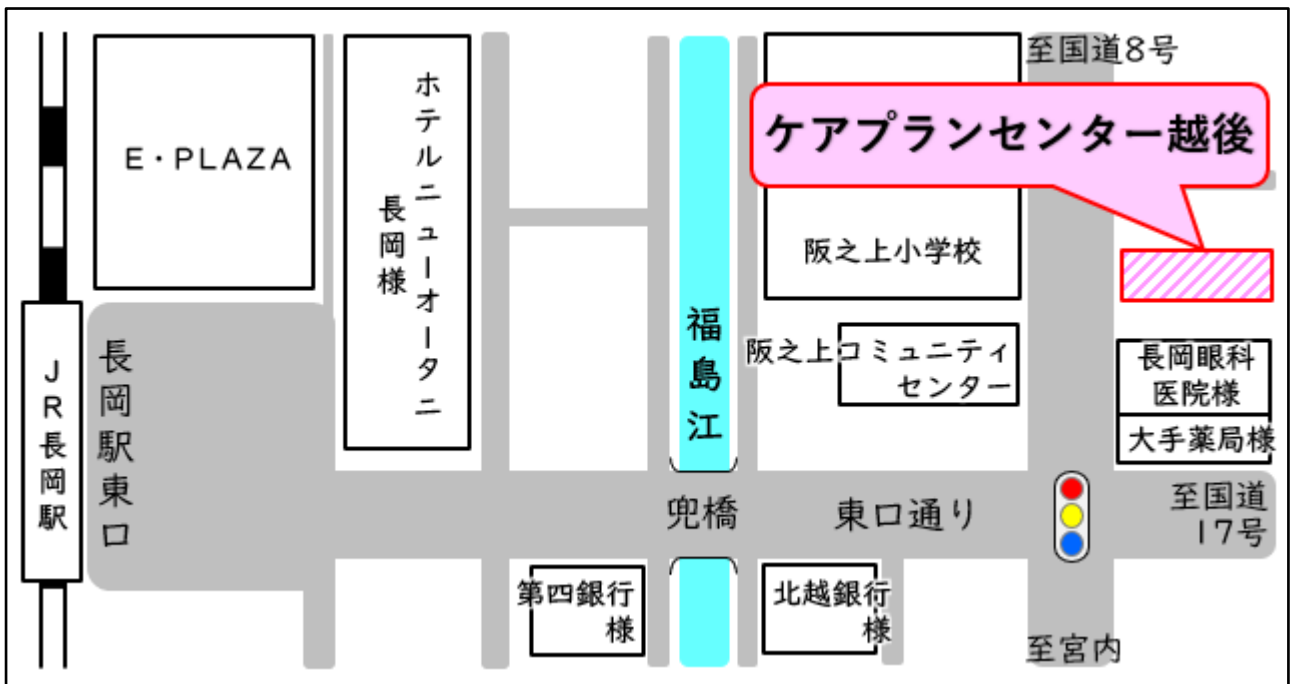 至国道8号
ケアプランセンター越後
E・PLAZA
ホテルニューオータニ
長岡様
阪之上小学校
福島江
阪之上コミュニティ
センター
長岡眼科
医院様
大手薬局様
JR長岡駅
長岡駅東口
兜橋
東口通り
至国道
17号
第四銀行
様
北越銀行
様
至宮内